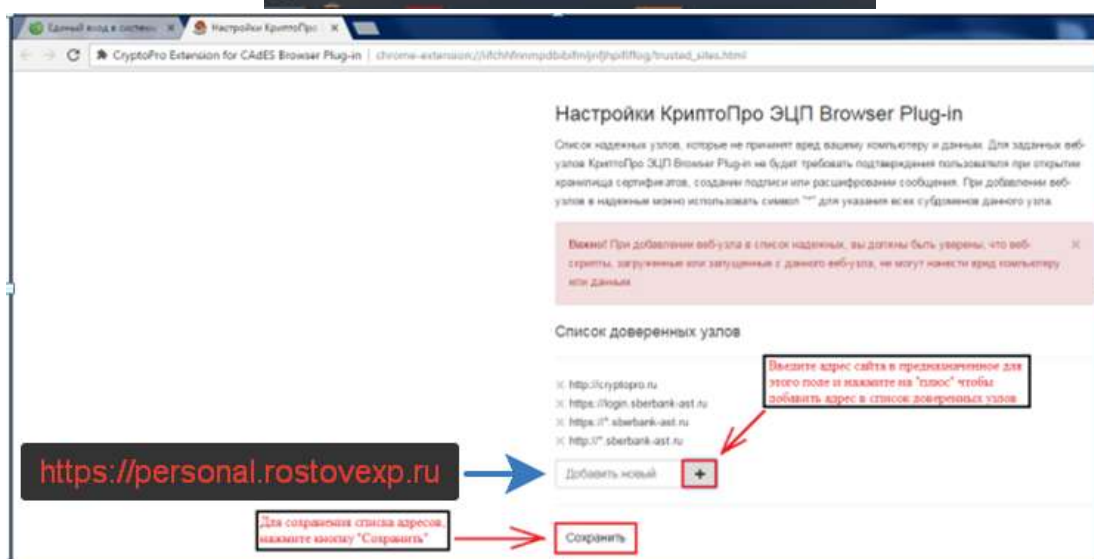 Единый вход в систему
Настройки КриптоПро
CryptoPro Extension for CAdES Browser Plug-in
Настройки КриптоПро ЭЦП Browser Plug-in
Список надежных узлов, которые не причинят вред вашему компьютеру и данным. Для заданных веб-
узлов КриптоПро ЭЦП Browser Plug-in не будет требовать подтверждения пользователя при открытии
хранилища сертификатов, создании подписи или расшифровании сообщения. При добавлении веб-
узлов в надежные можно использовать символ "*" для указания всех субдоменов данного узла.
Важно! При добавлении веб-узла в список надежных, вы должны быть уверены, что веб-
скрипты, загруженные или запущенные с данного веб-узла, не могут нанести вред компьютеру
или данным
Список доверенных узлов
Введите адрес сайта в предназначенное для
этого поле и нажмите на "плюс" чтобы
добавить адрес в список доверенных узлов
http://cryptopro.ru
https://login.sberbank-ast.ru
https://*.sberbank-ast.ru
http://*.sberbank-ast.ru
https://personal.rostovexp.ru
Добавить новый +
Для сохранения списка адресов,
нажмите кнопку "Сохранить"
Сохранить